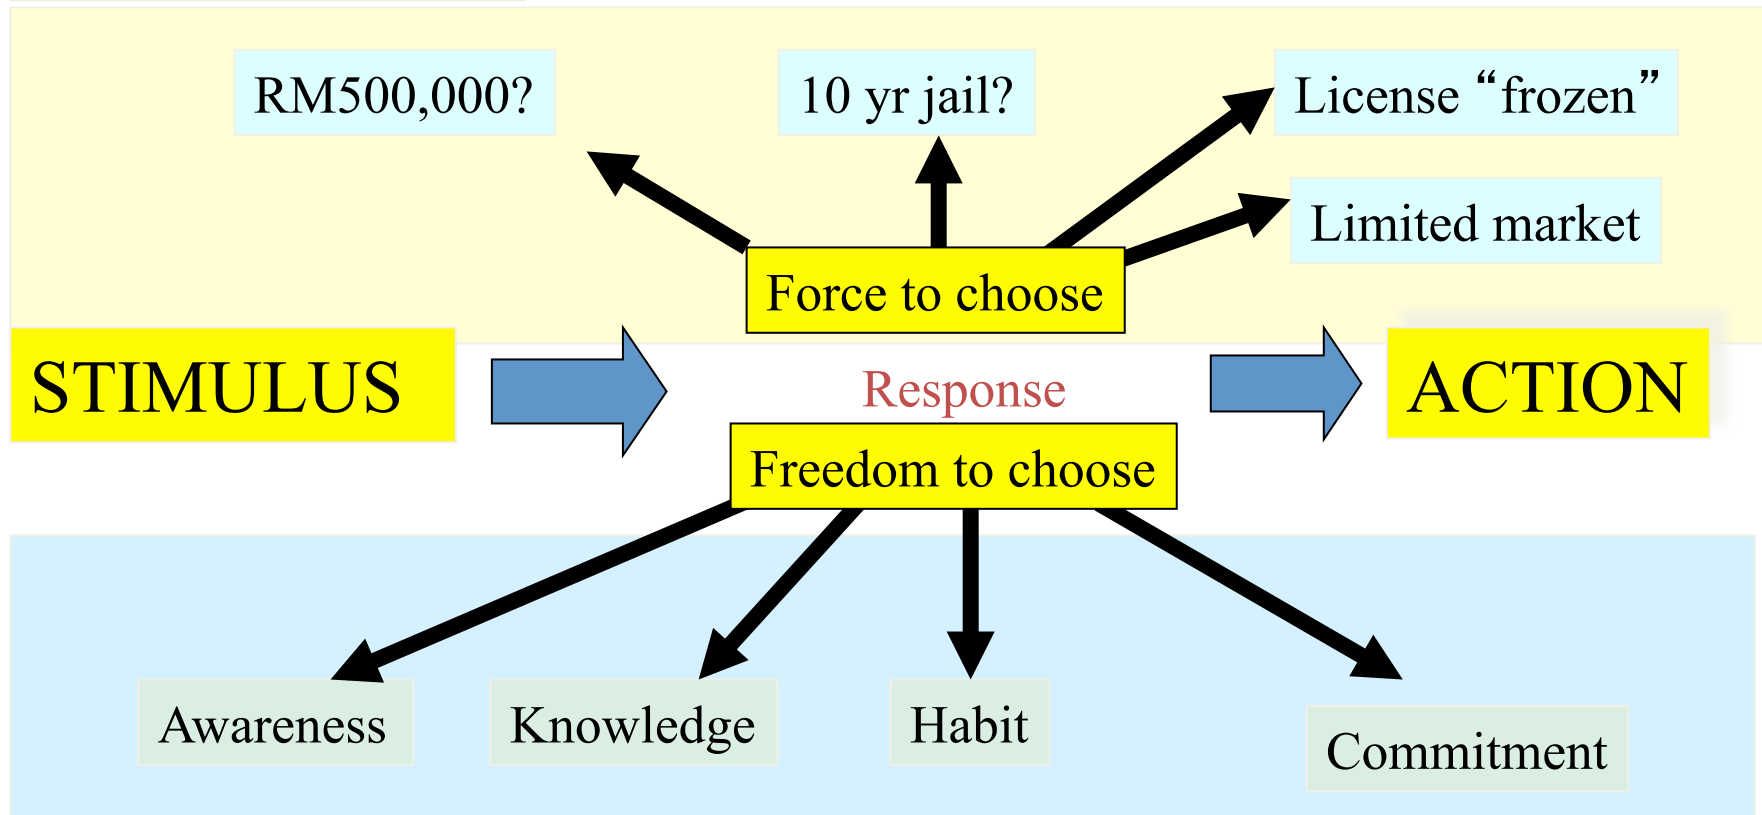 RM500,000?
10 yr jail?
License “frozen”
Limited market
Force to choose
STIMULUS
Response
ACTION
Freedom to choose
Awareness
Knowledge
Habit
Commitment